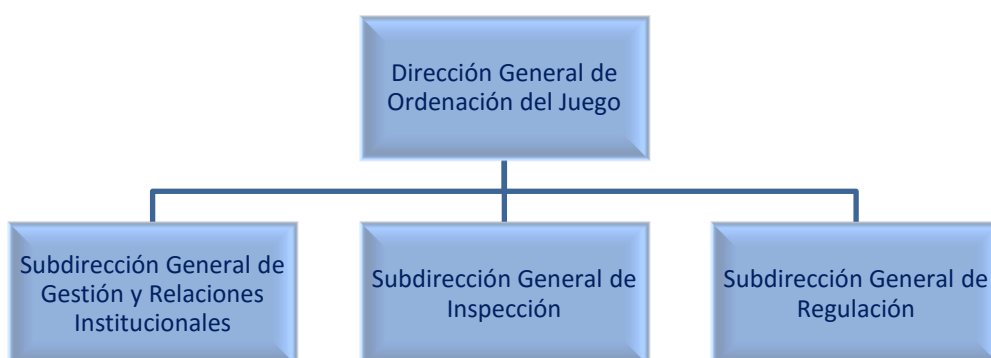 Dirección General de
Ordenación del Juego
Subdirección General de
Gestión y Relaciones
Institucionales
Subdirección General de
Inspección
Subdirección General de
Regulación